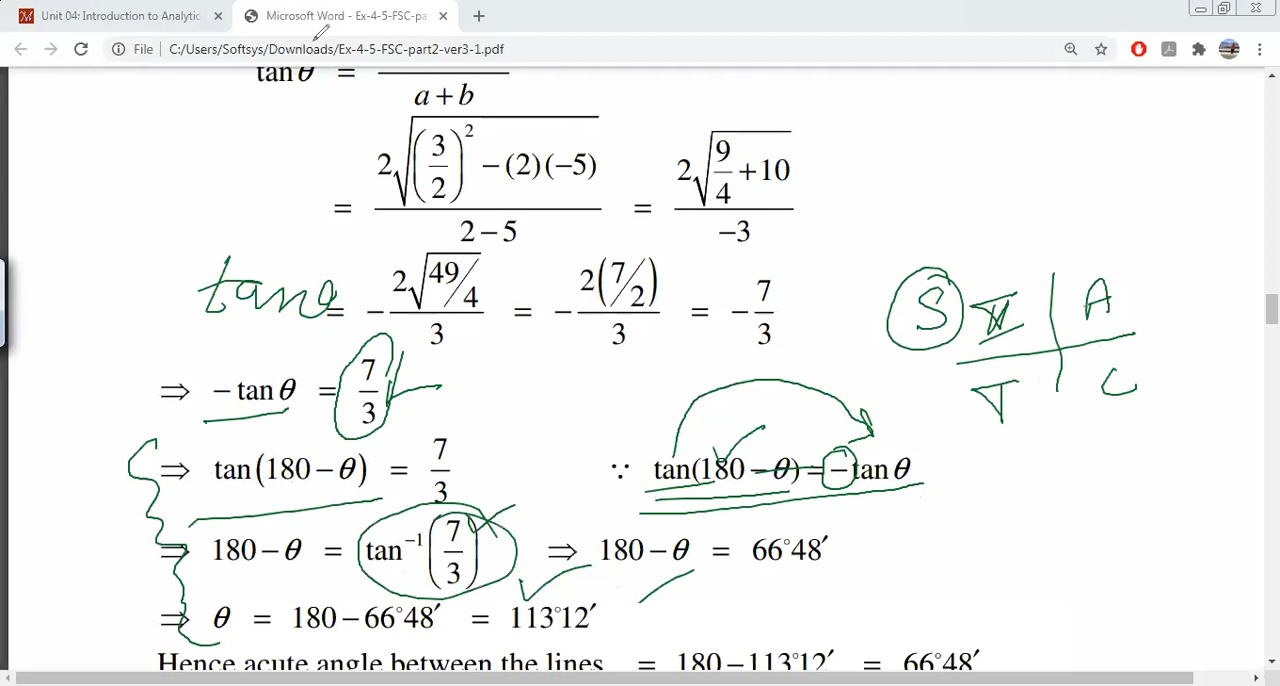 Unit 04: Introduction to Analytic
Microsoft Word - Ex-4-5-FSC-pa
File | C:/Users/Softsys/Downloads/Ex-4-5-FSC-part2-ver3-1.pdf
tan θ =
a + b
= 2√((3/2)² − (2)(−5)) / (2 − 5) = 2√(9/4 + 10) / −3
tanθ = − 2√(49/4) / 3 = − 2(7/2) / 3 = − 7/3
S A
T C
⇒ − tan θ = 7/3
⇒ tan(180 − θ) = 7/3 ∵ tan(180 − θ) = − tan θ
⇒ 180 − θ = tan⁻¹(7/3) ⇒ 180 − θ = 66°48′
⇒ θ = 180 − 66°48′ = 113°12′
Hence acute angle between the lines = 180 − 113°12′ = 66°48′